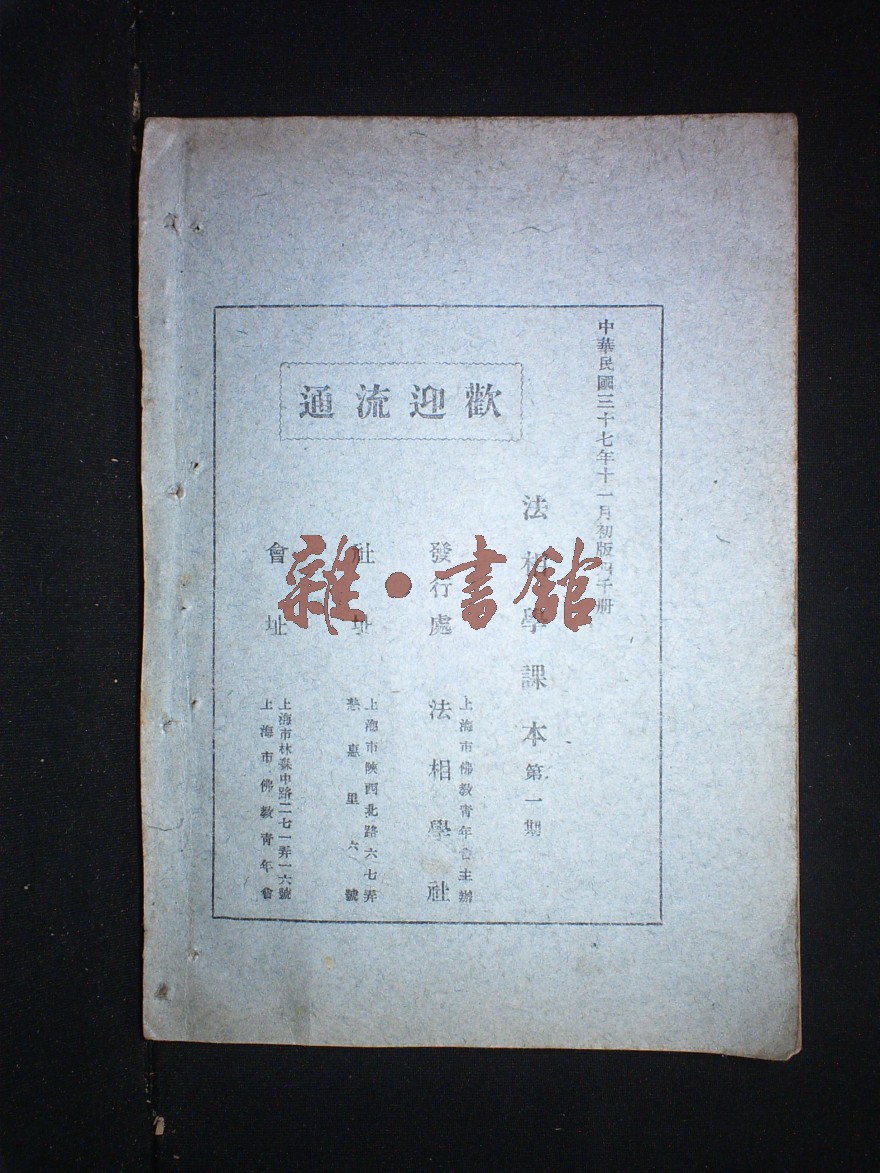 中華民國三十七年十一月初版四千册
歡迎流通
法相學課本第一期
上海市佛教青年會主辦
發行處 法相學社
社址 上海市陝西北路六七弄
慈惠里六號
會址 上海市林森中路二七一弄一六號
上海市佛教青年會
雜·書館